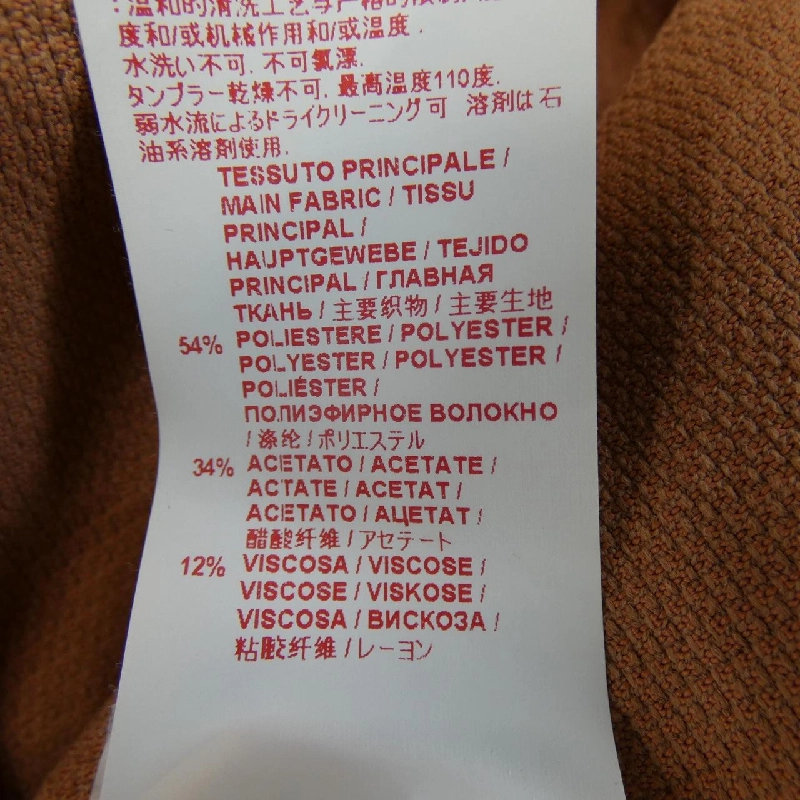 度和/或机械作用和/或温度.
水洗い不可. 不可氯漂.
タンブラー乾燥不可. 最高温度110度.
弱水流によるドライクリーニング可 溶剤は石
油系溶剤使用.
TESSUTO PRINCIPALE /
MAIN FABRIC / TISSU
PRINCIPAL /
HAUPTGEWEBE / TEJIDO
PRINCIPAL / ГЛАВНАЯ
ТКАНЬ / 主要织物 / 主要生地
54% POLIESTERE / POLYESTER /
POLYESTER / POLYESTER /
POLIÉSTER /
ПОЛИЭФИРНОЕ ВОЛОКНО
/ 涤纶 / ポリエステル
34% ACETATO / ACETATE /
ACTATE / ACETAT /
ACETATO / АЦЕТАТ /
醋酸纤维 / アセテート
12% VISCOSA / VISCOSE /
VISCOSE / VISKOSE /
VISCOSA / ВИСКОЗА /
粘胶纤维 / レーヨン